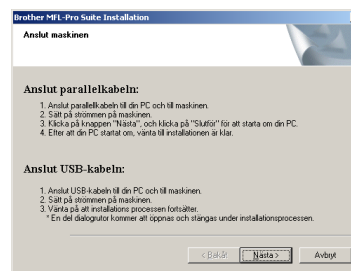 Brother MFL-Pro Suite Installation
Anslut maskinen
Anslut parallelkabeln:
1. Anslut parallellkabeln till din PC och till maskinen.
2. Sätt på strömmen på maskinen.
3. Klicka på knappen "Nästa", och klicka på "Slutför" för att starta om din PC.
4. Efter att din PC startat om, vänta till installationen är klar.
Anslut USB-kabeln:
1. Anslut USB-kabeln till din PC och till maskinen.
2. Sätt på strömmen på maskinen.
3. Vänta på att installations processen fortsätter.
* En del dialogrutor kommer att öppnas och stängas under installationsprocessen.
< Bakåt
Nästa >
Avbryt